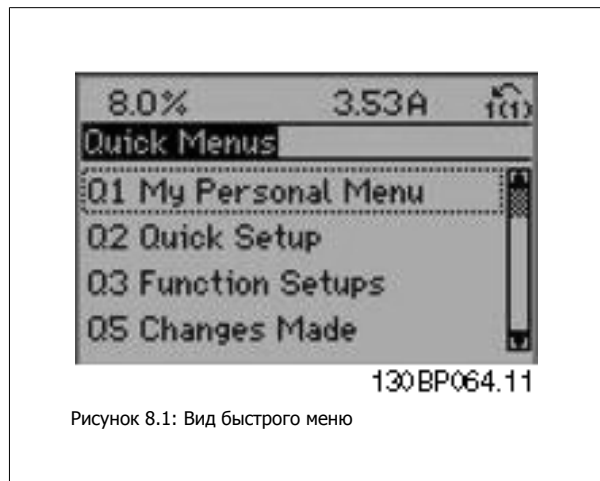 8.0% 3.53A 1(1)
Quick Menus
Q1 My Personal Menu
Q2 Quick Setup
Q3 Function Setups
Q5 Changes Made
130BP064.11
Рисунок 8.1: Вид быстрого меню